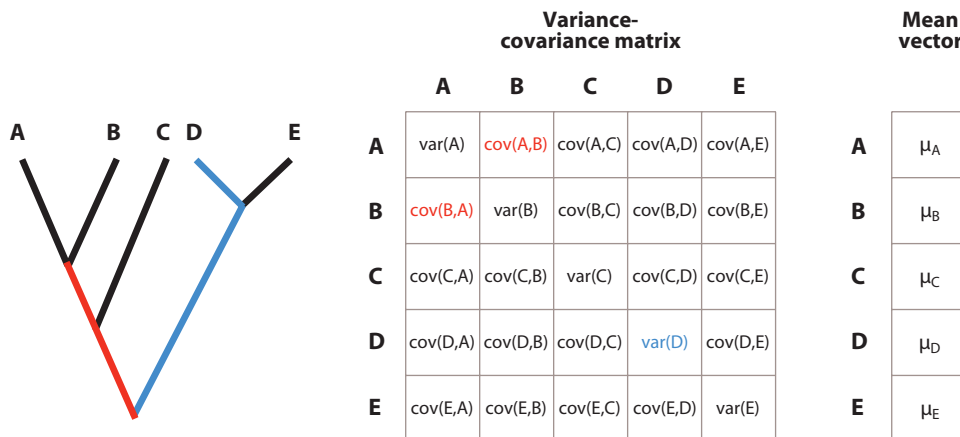 Variance-
covariance matrix
Mean
vector
A B C D E
A B C D E
A var(A) cov(A,B) cov(A,C) cov(A,D) cov(A,E) A μA
B cov(B,A) var(B) cov(B,C) cov(B,D) cov(B,E) B μB
C cov(C,A) cov(C,B) var(C) cov(C,D) cov(C,E) C μC
D cov(D,A) cov(D,B) cov(D,C) var(D) cov(D,E) D μD
E cov(E,A) cov(E,B) cov(E,C) cov(E,D) var(E) E μE